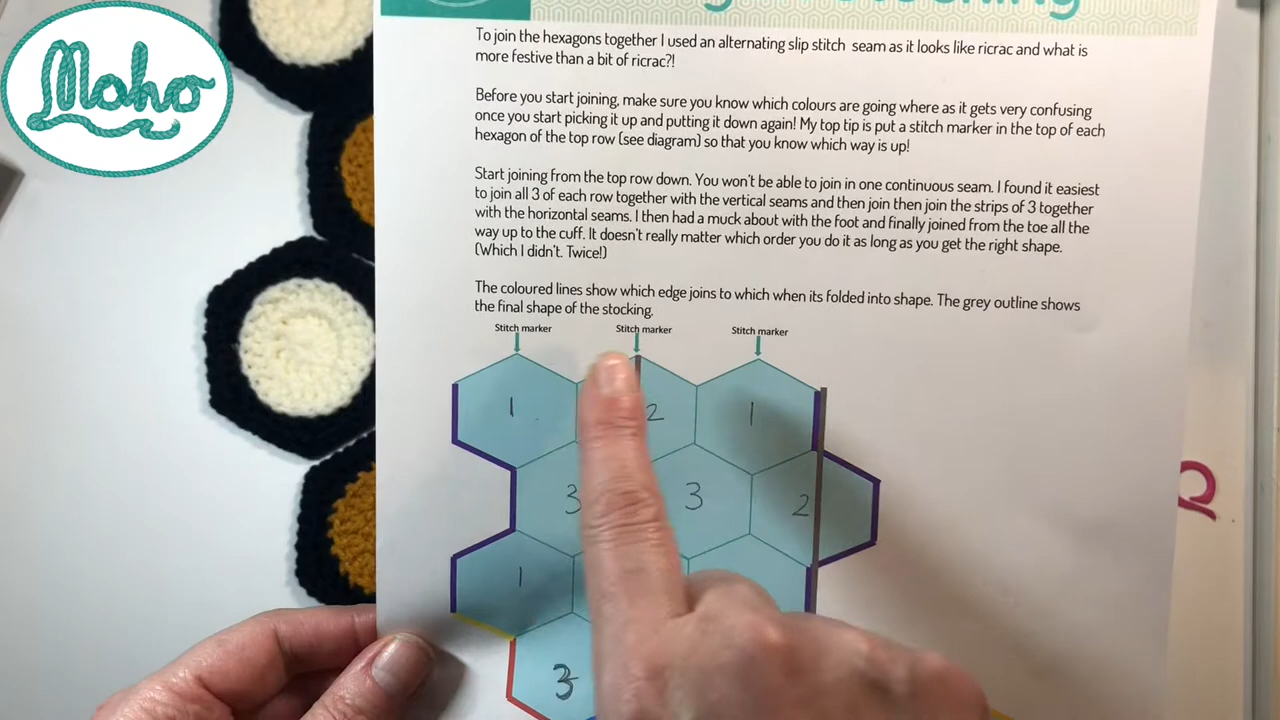 Moho
To join the hexagons together I used an alternating slip stitch seam as it looks like ricrac and what is
more festive than a bit of ricrac?!
Before you start joining, make sure you know which colours are going where as it gets very confusing
once you start picking it up and putting it down again! My top tip is put a stitch marker in the top of each
hexagon of the top row (see diagram) so that you know which way is up!
Start joining from the top row down. You won't be able to join in one continuous seam. I found it easiest
to join all 3 of each row together with the vertical seams and then join then join the strips of 3 together
with the horizontal seams. I then had a muck about with the foot and finally joined from the toe all the
way up to the cuff. It doesn't really matter which order you do it as long as you get the right shape.
(Which I didn't. Twice!)
The coloured lines show which edge joins to which when its folded into shape. The grey outline shows
the final shape of the stocking.
Stitch marker Stitch marker Stitch marker
1 2 1
3 3 2
1
3